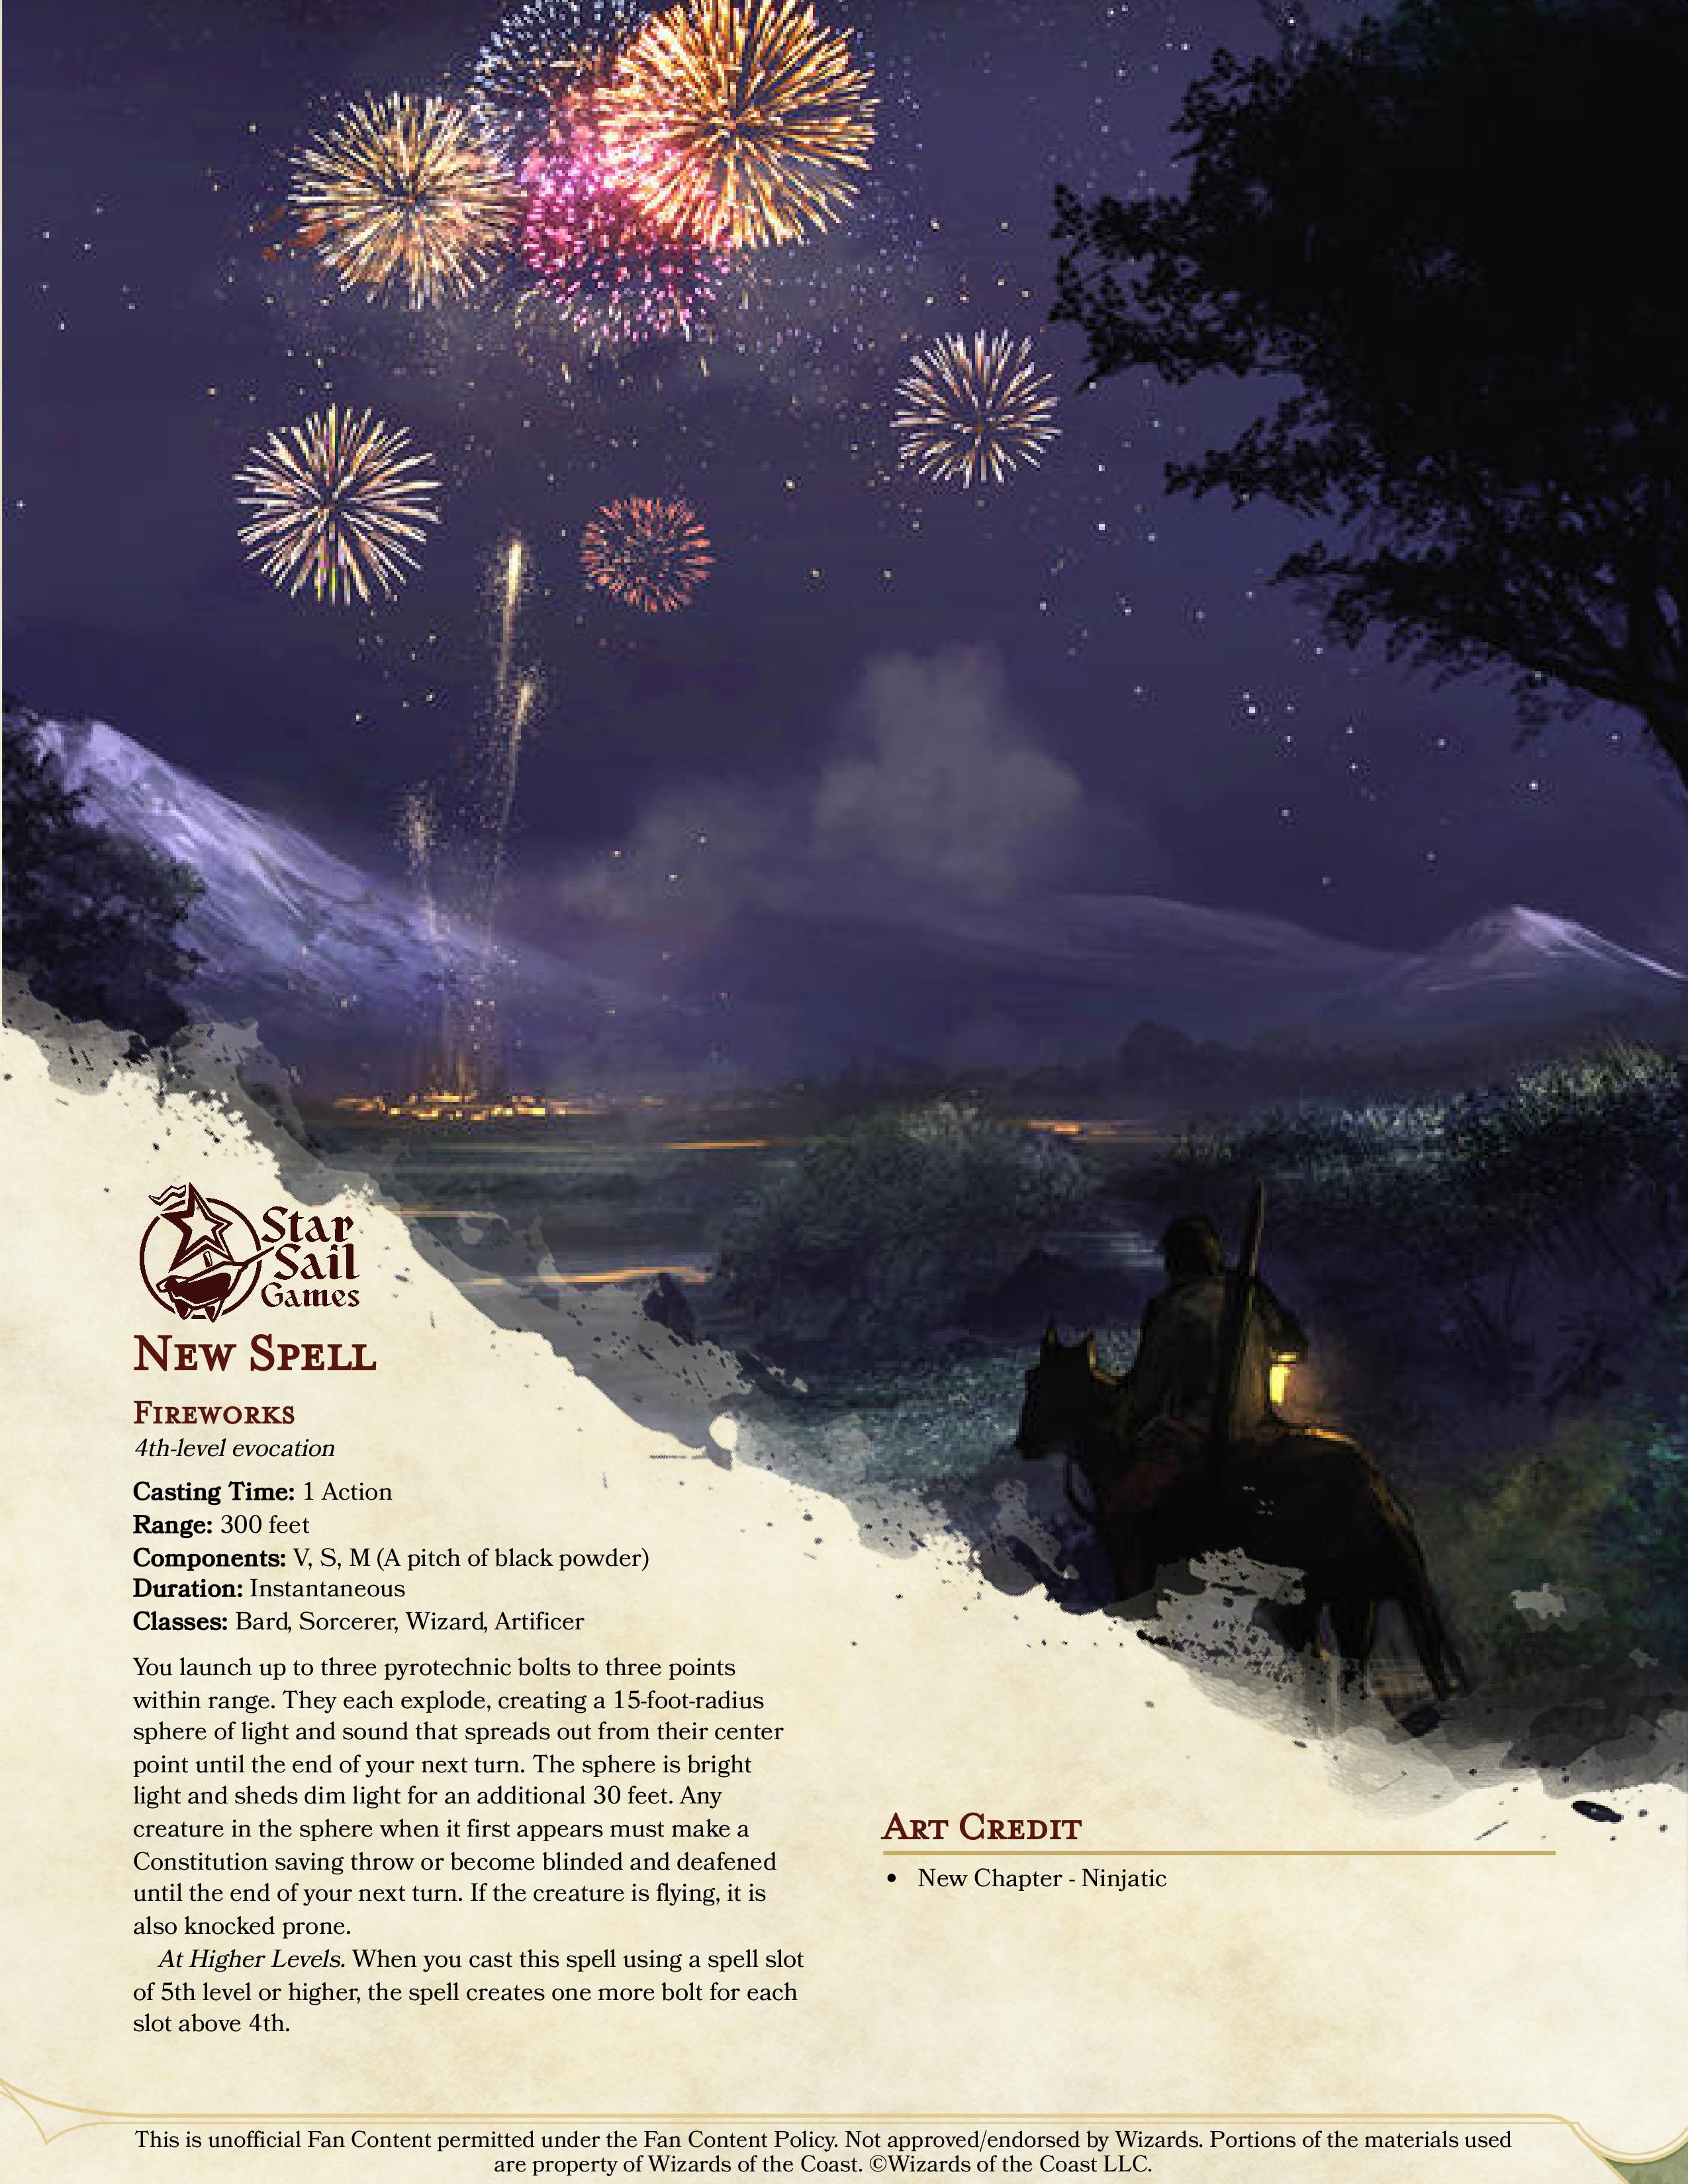 Star
Sail
Games
New Spell
Fireworks
4th-level evocation
Casting Time: 1 Action
Range: 300 feet
Components: V, S, M (A pitch of black powder)
Duration: Instantaneous
Classes: Bard, Sorcerer, Wizard, Artificer
You launch up to three pyrotechnic bolts to three points
within range. They each explode, creating a 15-foot-radius
sphere of light and sound that spreads out from their center
point until the end of your next turn. The sphere is bright
light and sheds dim light for an additional 30 feet. Any
creature in the sphere when it first appears must make a
Constitution saving throw or become blinded and deafened
until the end of your next turn. If the creature is flying, it is
also knocked prone.
At Higher Levels. When you cast this spell using a spell slot
of 5th level or higher, the spell creates one more bolt for each
slot above 4th.
Art Credit
• New Chapter - Ninjatic
This is unofficial Fan Content permitted under the Fan Content Policy. Not approved/endorsed by Wizards. Portions of the materials used
are property of Wizards of the Coast. ©Wizards of the Coast LLC.